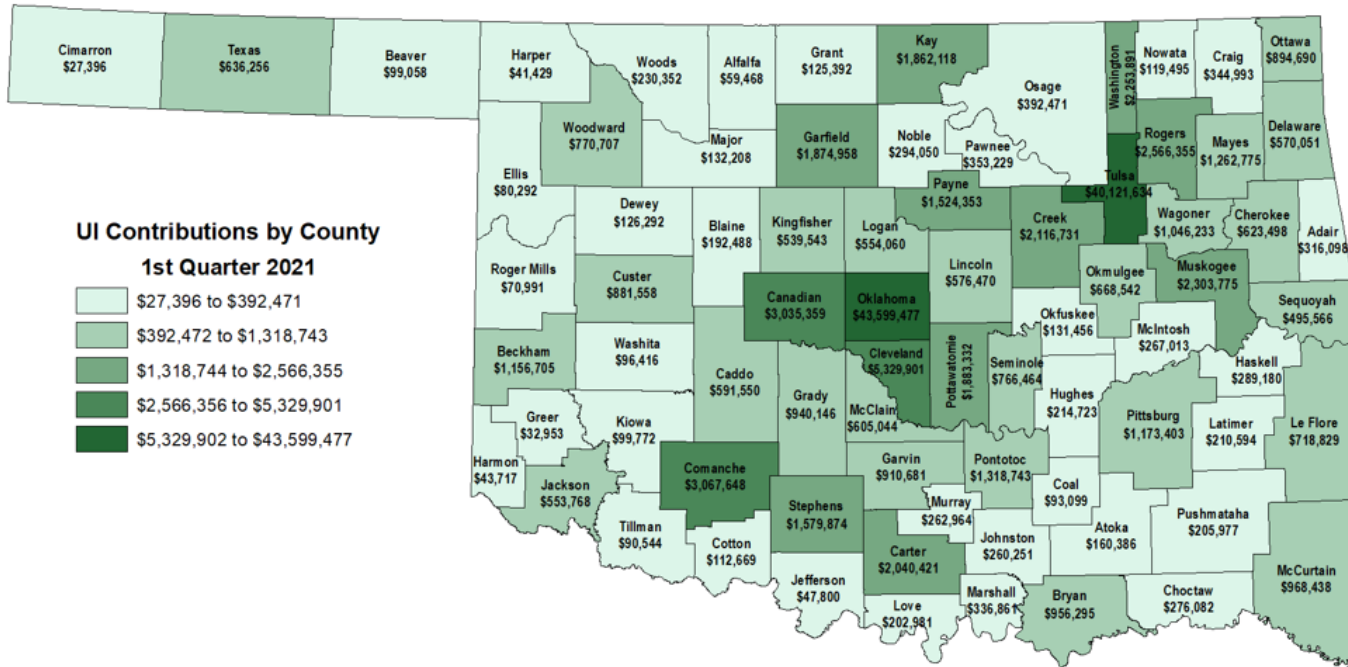 Cimarron
$27,396
Texas
$636,256
Beaver
$99,058
Harper
$41,429
Woods
$230,352
Alfalfa
$59,468
Grant
$125,392
Kay
$1,862,118
Osage
$392,471
Washington
$2,253,891
Nowata
$119,495
Craig
$344,993
Ottawa
$894,690
Woodward
$770,707
Major
$132,208
Garfield
$1,874,958
Noble
$294,050
Pawnee
$353,229
Rogers
$2,566,355
Mayes
$1,262,775
Delaware
$570,051
Ellis
$80,292
Dewey
$126,292
Blaine
$192,488
Kingfisher
$539,543
Logan
$554,060
Payne
$1,524,353
Creek
$2,116,731
Tulsa
$40,121,634
Wagoner
$1,046,233
Cherokee
$623,498
Adair
$316,098
UI Contributions by County
1st Quarter 2021
$27,396 to $392,471
$392,472 to $1,318,743
$1,318,744 to $2,566,355
$2,566,356 to $5,329,901
$5,329,902 to $43,599,477
Roger Mills
$70,991
Custer
$881,558
Canadian
$3,035,359
Oklahoma
$43,599,477
Lincoln
$576,470
Okmulgee
$668,542
Muskogee
$2,303,775
Sequoyah
$495,566
Beckham
$1,156,705
Washita
$96,416
Caddo
$591,550
Grady
$940,146
Cleveland
$5,329,901
McClain
$605,044
Pottawatomie
$1,883,332
Seminole
$766,464
Okfuskee
$131,456
McIntosh
$267,013
Haskell
$289,180
Hughes
$214,723
Pittsburg
$1,173,403
Latimer
$210,594
Le Flore
$718,829
Greer
$32,953
Kiowa
$99,772
Harmon
$43,717
Jackson
$553,768
Comanche
$3,067,648
Stephens
$1,579,874
Garvin
$910,681
Pontotoc
$1,318,743
Coal
$93,099
Murray
$262,964
Tillman
$90,544
Cotton
$112,669
Jefferson
$47,800
Carter
$2,040,421
Johnston
$260,251
Atoka
$160,386
Pushmataha
$205,977
McCurtain
$968,438
Love
$202,981
Marshall
$336,861
Bryan
$956,295
Choctaw
$276,082